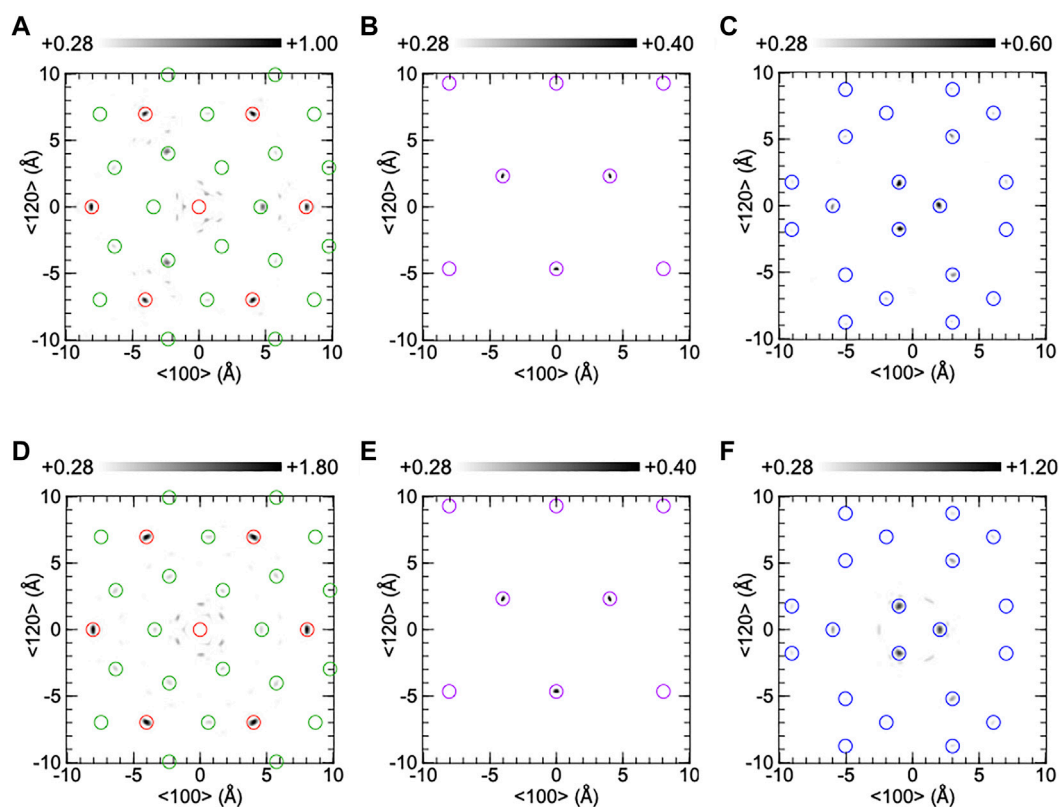 A +0.28 +1.00
B +0.28 +0.40
C +0.28 +0.60
10 10 10
5 5 5
0 0 0
-5 -5 -5
-10 -10 -10
<120> (Å) <120> (Å) <120> (Å)
-10 -5 0 5 10 -10 -5 0 5 10 -10 -5 0 5 10
<100> (Å) <100> (Å) <100> (Å)
D +0.28 +1.80
E +0.28 +0.40
F +0.28 +1.20
10 10 10
5 5 5
0 0 0
-5 -5 -5
-10 -10 -10
<120> (Å) <120> (Å) <120> (Å)
-10 -5 0 5 10 -10 -5 0 5 10 -10 -5 0 5 10
<100> (Å) <100> (Å) <100> (Å)